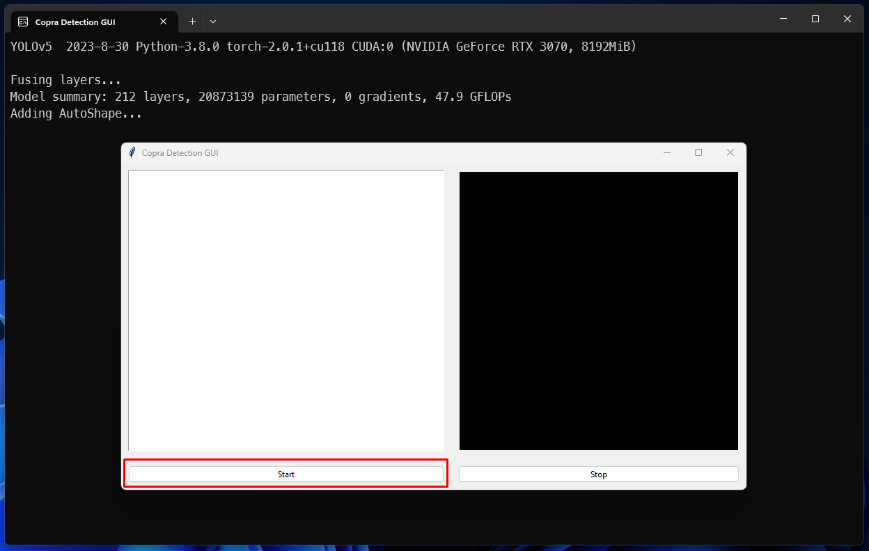 Copra Detection GUI
YOLOv5  2023-8-30 Python-3.8.0 torch-2.0.1+cu118 CUDA:0 (NVIDIA GeForce RTX 3070, 8192MiB)
Fusing layers...
Model summary: 212 layers, 20873139 parameters, 0 gradients, 47.9 GFLOPs
Adding AutoShape...
Copra Detection GUI
Start
Stop